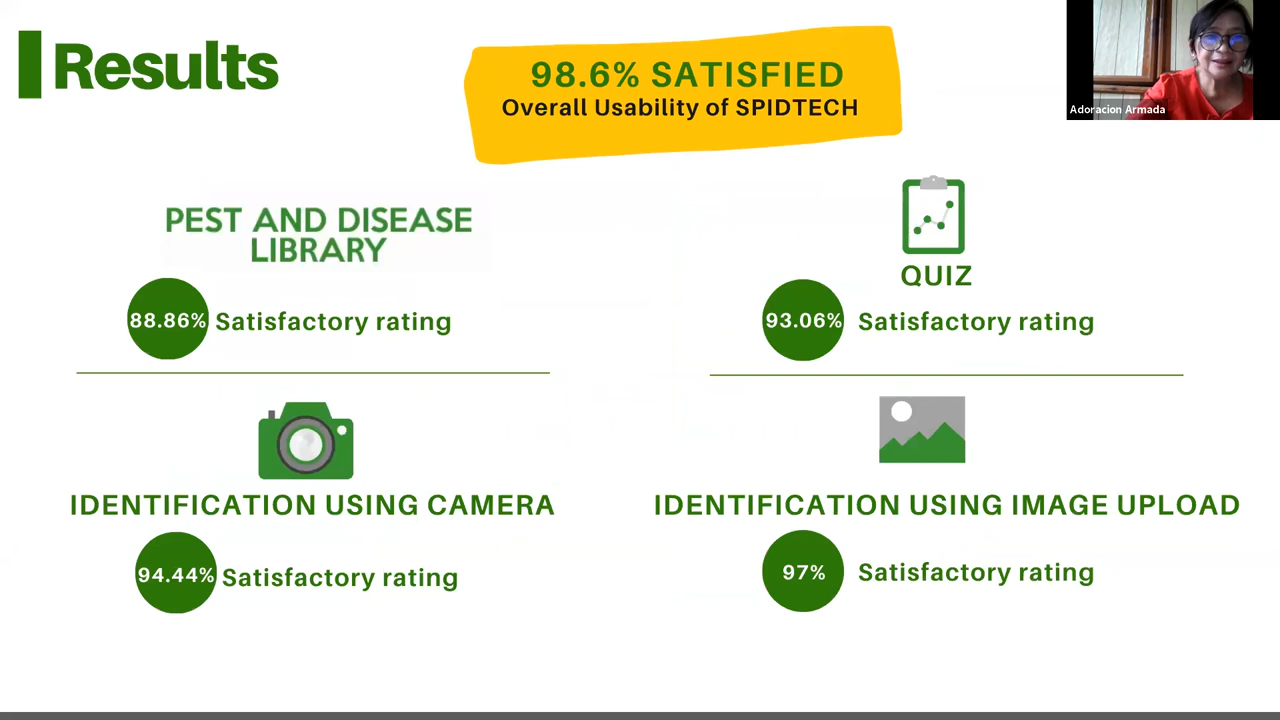 Results
98.6% SATISFIED
Overall Usability of SPIDTECH
Adoracion Armada
PEST AND DISEASE
LIBRARY
88.86% Satisfactory rating
QUIZ
93.06% Satisfactory rating
IDENTIFICATION USING CAMERA
94.44% Satisfactory rating
IDENTIFICATION USING IMAGE UPLOAD
97% Satisfactory rating